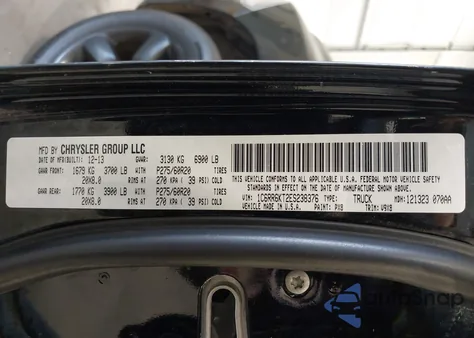 MFD BY CHRYSLER GROUP LLC
DATE OF MFR(BUILT): 12-13 GVWR: 3130 KG 6900 LB
GAWR FRONT: 1679 KG 3700 LB WITH P275/60R20 TIRES
20X8.0 RIMS AT 270 KPA ( 39 PSI) COLD
GAWR REAR: 1770 KG 3900 LB WITH P275/60R20 TIRES
20X8.0 RIMS AT 270 KPA ( 39 PSI) COLD
THIS VEHICLE CONFORMS TO ALL APPLICABLE U.S.A. FEDERAL MOTOR VEHICLE SAFETY
STANDARDS IN EFFECT ON THE DATE OF MANUFACTURE SHOWN ABOVE.
VIN: 1C6RR6KT2ES238376 TYPE: TRUCK MDH: 121323 070AA
VEHICLE MADE IN U.S.A. PAINT: PX8 TRIM: V9X8